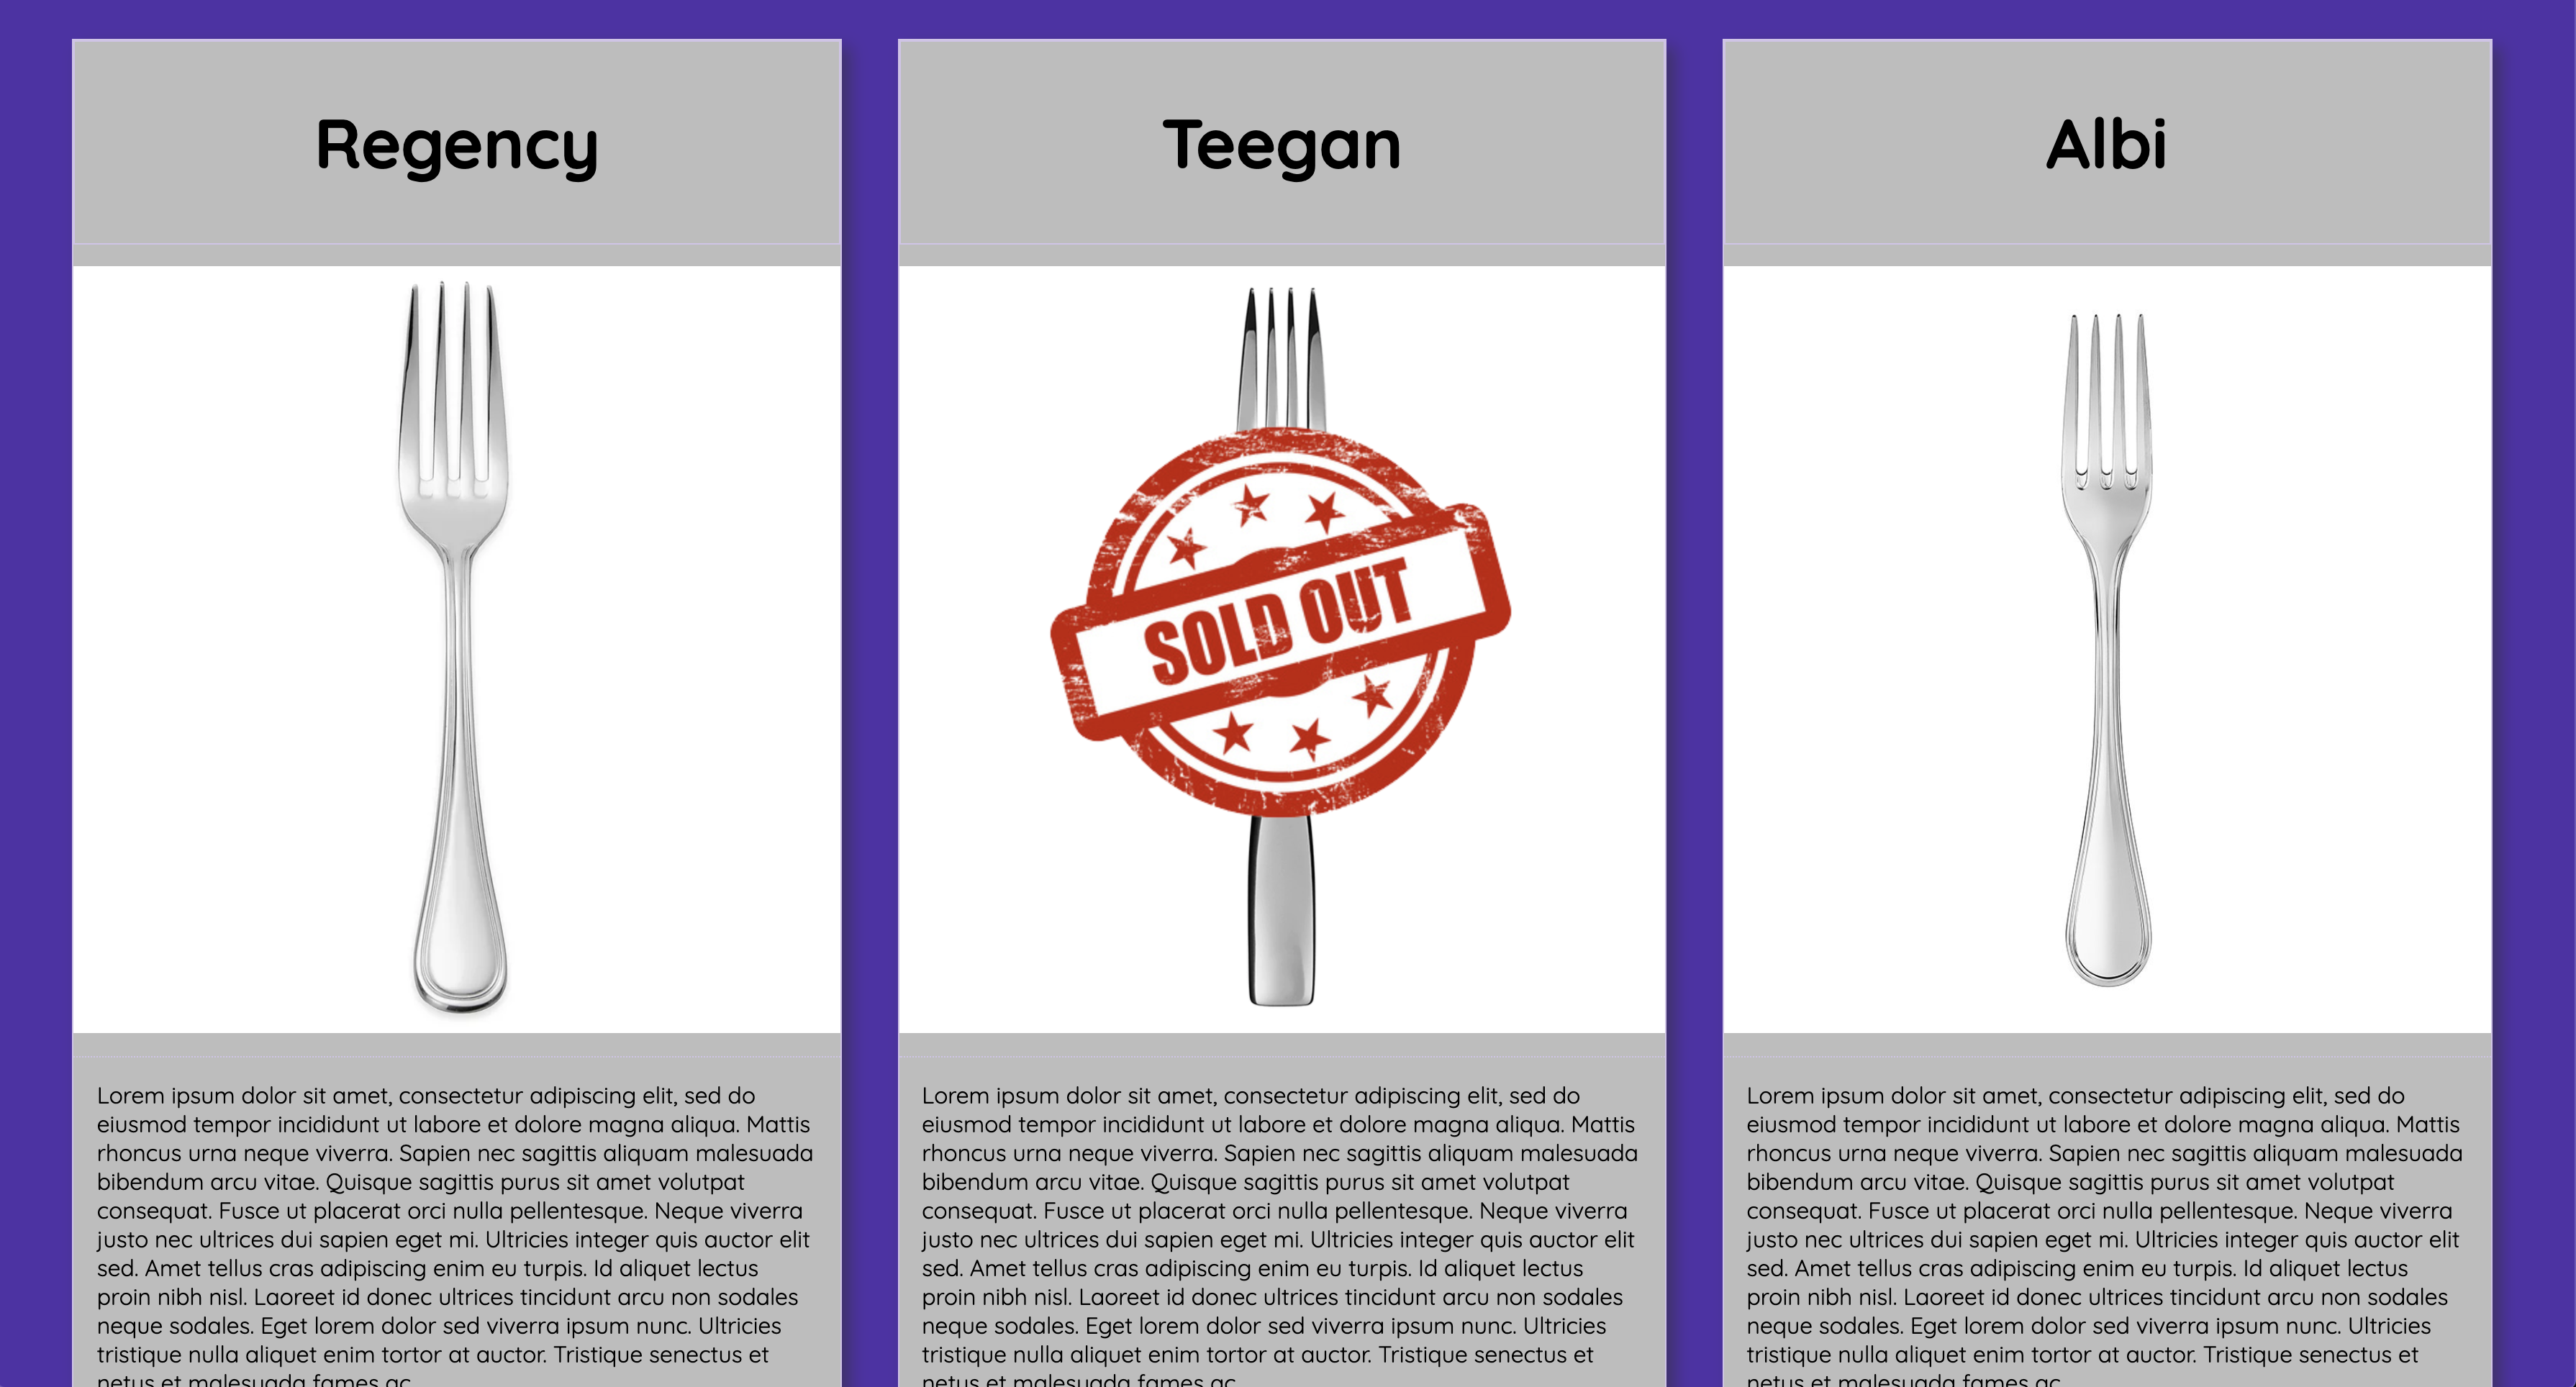 Regency
Lorem ipsum dolor sit amet, consectetur adipiscing elit, sed do
eiusmod tempor incididunt ut labore et dolore magna aliqua. Mattis
rhoncus urna neque viverra. Sapien nec sagittis aliquam malesuada
bibendum arcu vitae. Quisque sagittis purus sit amet volutpat
consequat. Fusce ut placerat orci nulla pellentesque. Neque viverra
justo nec ultrices dui sapien eget mi. Ultricies integer quis auctor elit
sed. Amet tellus cras adipiscing enim eu turpis. Id aliquet lectus
proin nibh nisl. Laoreet id donec ultrices tincidunt arcu non sodales
neque sodales. Eget lorem dolor sed viverra ipsum nunc. Ultricies
tristique nulla aliquet enim tortor at auctor. Tristique senectus et
netus et malesuada fames ac
Teegan
SOLD OUT
Lorem ipsum dolor sit amet, consectetur adipiscing elit, sed do
eiusmod tempor incididunt ut labore et dolore magna aliqua. Mattis
rhoncus urna neque viverra. Sapien nec sagittis aliquam malesuada
bibendum arcu vitae. Quisque sagittis purus sit amet volutpat
consequat. Fusce ut placerat orci nulla pellentesque. Neque viverra
justo nec ultrices dui sapien eget mi. Ultricies integer quis auctor elit
sed. Amet tellus cras adipiscing enim eu turpis. Id aliquet lectus
proin nibh nisl. Laoreet id donec ultrices tincidunt arcu non sodales
neque sodales. Eget lorem dolor sed viverra ipsum nunc. Ultricies
tristique nulla aliquet enim tortor at auctor. Tristique senectus et
netus et malesuada fames ac
Albi
Lorem ipsum dolor sit amet, consectetur adipiscing elit, sed do
eiusmod tempor incididunt ut labore et dolore magna aliqua. Mattis
rhoncus urna neque viverra. Sapien nec sagittis aliquam malesuada
bibendum arcu vitae. Quisque sagittis purus sit amet volutpat
consequat. Fusce ut placerat orci nulla pellentesque. Neque viverra
justo nec ultrices dui sapien eget mi. Ultricies integer quis auctor elit
sed. Amet tellus cras adipiscing enim eu turpis. Id aliquet lectus
proin nibh nisl. Laoreet id donec ultrices tincidunt arcu non sodales
neque sodales. Eget lorem dolor sed viverra ipsum nunc. Ultricies
tristique nulla aliquet enim tortor at auctor. Tristique senectus et
netus et malesuada fames ac